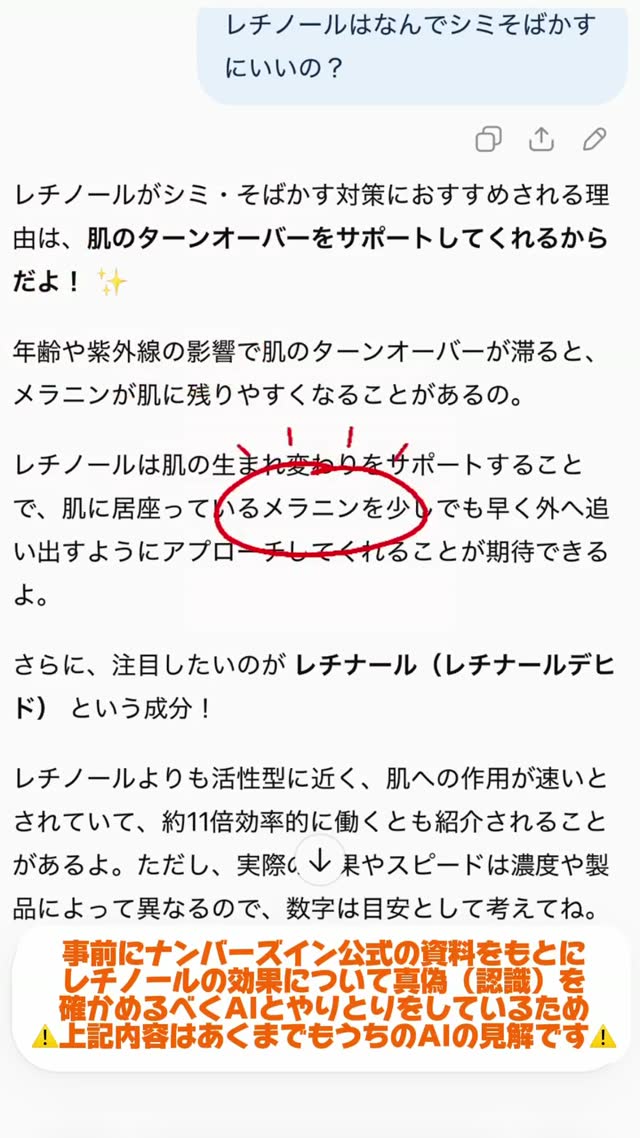 レチノールはなんでシミそばかす
にいいの？
レチノールがシミ・そばかす対策におすすめされる理
由は、肌のターンオーバーをサポートしてくれるから
だよ！ ✨
年齢や紫外線の影響で肌のターンオーバーが滞ると、
メラニンが肌に残りやすくなることがあるの。
レチノールは肌の生まれ変わりをサポートすること
で、肌に居座っているメラニンを少しでも早く外へ追
い出すようにアプローチしてくれることが期待できる
よ。
さらに、注目したいのが レチナール（レチナールデヒ
ド） という成分！
レチノールよりも活性型に近く、肌への作用が速いと
されていて、約11倍効率的に働くとも紹介されること
があるよ。ただし、実際の効果やスピードは濃度や製
品によって異なるので、数字は目安として考えてね。
事前にナンバーズイン公式の資料をもとに
レチノールの効果について真偽（認識）を
確かめるべくAIとやりとりをしているため
⚠️上記内容はあくまでもうちのAIの見解です⚠️